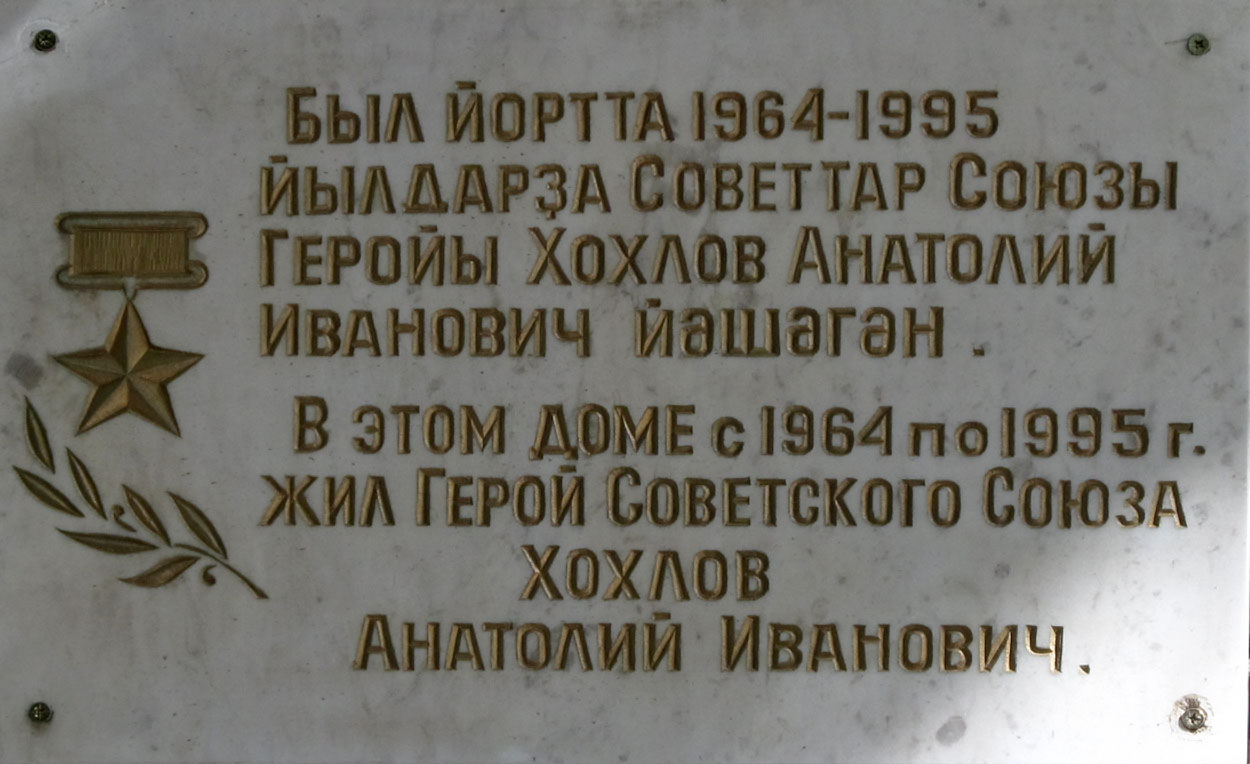 Был йортта 1964-1995
йылдарҙа Советтар Союзы
Геройы Хохлов Анатолий
Иванович йәшәгән.
В этом доме с 1964 по 1995 г.
жил Герой Советского Союза
Хохлов
Анатолий Иванович.